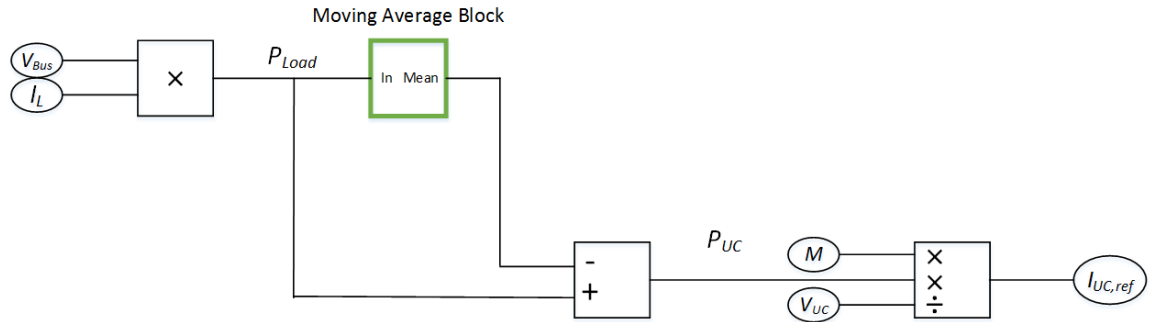 Moving Average Block
V_Bus
I_L
×
P_Load
In Mean
-
+
P_UC
M
V_UC
×
×
÷
I_UC,ref